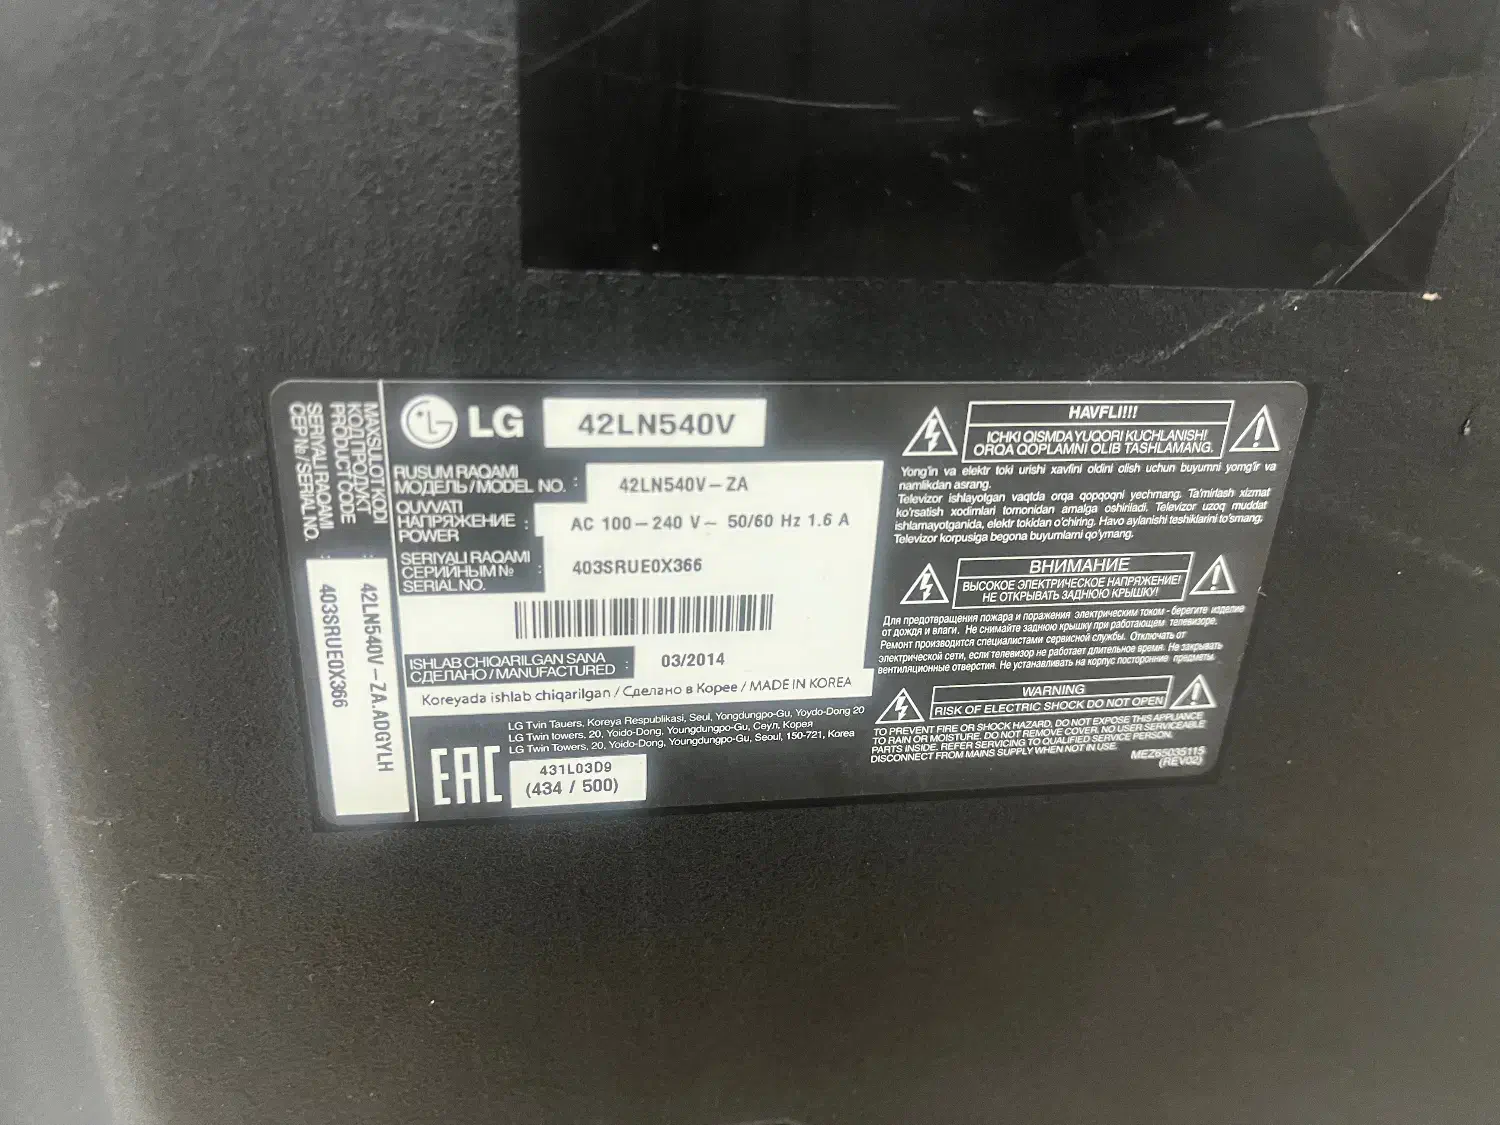 MAXSULOT KODI
КОД ПРОДУКТ
PRODUCT CODE
SERIYALI RAQAMI
СЕР №/SERIAL NO.
:
:
42LN540V-ZA.ADGYLH
403SRUE0X366
LG 42LN540V
RUSUM RAQAMI
МОДЕЛЬ/MODEL NO. : 42LN540V-ZA
QUVVATI
НАПРЯЖЕНИЕ : AC 100-240 V~ 50/60 Hz 1.6 A
POWER
SERIYALI RAQAMI
СЕРИЙНЫМ № : 403SRUE0X366
SERIAL NO.
ISHLAB CHIQARILGAN SANA : 03/2014
СДЕЛАНО/MANUFACTURED
Koreyada ishlab chiqarilgan / Сделано в Корее / MADE IN KOREA
LG Twin Tauers, Koreya Respublikasi, Seul, Yongdungpo-Gu, Yoydo-Dong 20
LG Twin towers, 20, Yoido-Dong, Youngdungpo-Gu, Сеул, Корея
LG Twin Towers, 20, Yoido-Dong, Youngdungpo-Gu, Seoul, 150-721, Korea
EAC
431L03D9
(434 / 500)
HAVFLI!!!
ICHKI QISMDA YUQORI KUCHLANISH!
ORQA QOPLAMNI OLIB TASHLAMANG.
Yong'in va elektr toki urishi xavfini oldini olish uchun buyumni yomg'ir va
namlikdan asrang.
Televizor ishlayotgan vaqtda orqa qopqoqni yechmang. Ta'mirlash xizmat
ko'rsatish xodimlari tomonidan amalga oshiriladi. Televizor uzoq muddat
ishlamayotganida, elektr tokidan o'chiring. Havo aylanishi teshiklarini to'smang.
Televizor korpusiga begona buyumlarni qo'ymang.
ВНИМАНИЕ
ВЫСОКОЕ ЭЛЕКТРИЧЕСКОЕ НАПРЯЖЕНИЕ!
НЕ ОТКРЫВАТЬ ЗАДНЮЮ КРЫШКУ!
Для предотвращения пожара и поражения электрическим током - берегите изделие
от дождя и влаги. Не снимайте заднюю крышку при работающем телевизоре.
Ремонт производится специалистами сервисной службы. Отключать от
электрической сети, если телевизор не работает длительное время. Не закрывать
вентиляционные отверстия. Не устанавливать на корпус посторонние предметы.
WARNING
RISK OF ELECTRIC SHOCK DO NOT OPEN
TO PREVENT FIRE OR SHOCK HAZARD, DO NOT EXPOSE THIS APPLIANCE
TO RAIN OR MOISTURE. DO NOT REMOVE COVER. NO USER SERVICEABLE
PARTS INSIDE. REFER SERVICING TO QUALIFIED SERVICE PERSON.
DISCONNECT FROM MAINS SUPPLY WHEN NOT IN USE.
MEZ65035115
(REV02)